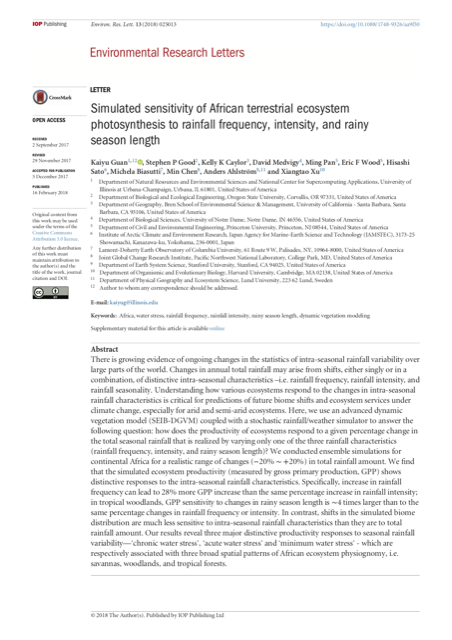 IOP Publishing
Environ. Res. Lett. 13 (2018) 025013
Environmental Research Letters
CrossMark
OPEN ACCESS
RECEIVED
2 September 2017
REVISED
29 November 2017
ACCEPTED FOR PUBLICATION
5 December 2017
PUBLISHED
16 February 2018
Original content from
this work may be used
under the terms of the
Creative Commons
Attribution 3.0 licence.
Any further distribution
of this work must
maintain attribution to
the author(s) and the
title of the work, journal
citation and DOI.
LETTER
Simulated sensitivity of African terrestrial ecosystem
photosynthesis to rainfall frequency, intensity, and rainy
season length
Kaiyu Guan, Stephen P Good, Kelly K Caylor, David Medvigy, Ming Pan, Eric F Wood, Hisashi
Sato, Michela Biasutti, Min Chen, Anders Ahlström and Xiangtao Xu
1 Department of Natural Resources and Environmental Sciences and National Center for Supercomputing Applications, University of
Illinois at Urbana-Champaign, Urbana, IL 61801, United States of America
2 Department of Biological and Ecological Engineering, Oregon State University, Corvallis, OR 97331, United States of America
3 Department of Geography, Bren School of Environmental Science & Management, University of California - Santa Barbara, Santa
Barbara, CA 93106, United States of America
4 Department of Biological Sciences, University of Notre Dame, Notre Dame, IN 46556, United States of America
5 Department of Civil and Environmental Engineering, Princeton University, Princeton, NJ 08544, United States of America
6 Institute of Arctic Climate and Environment Research, Japan Agency for Marine-Earth Science and Technology (JAMSTEC), 3173-25
Showamachi, Kanazawa-ku, Yokohama, 236-0001, Japan
7 Lamont-Doherty Earth Observatory of Columbia University, 61 Route 9W, Palisades, NY, 10964-8000, United States of America
8 Joint Global Change Research Institute, Pacific Northwest National Laboratory, College Park, MD, United States of America
9 Department of Earth System Science, Stanford University, Stanford, CA 94025, United States of America
10 Department of Organismic and Evolutionary Biology, Harvard University, Cambridge, MA 02138, United States of America
11 Department of Physical Geography and Ecosystem Science, Lund University, 223 62 Lund, Sweden
12 Author to whom any correspondence should be addressed.
E-mail: kaiyug@illinois.edu
Keywords: Africa, water stress, rainfall frequency, rainfall intensity, rainy season length, dynamic vegetation modeling
Supplementary material for this article is available online
Abstract
There is growing evidence of ongoing changes in the statistics of intra-seasonal rainfall variability over
large parts of the world. Changes in annual total rainfall may arise from shifts, either singly or in a
combination, of distinctive intra-seasonal characteristics –i.e. rainfall frequency, rainfall intensity, and
rainfall seasonality. Understanding how various ecosystems respond to the changes in intra-seasonal
rainfall characteristics is critical for predictions of future biome shifts and ecosystem services under
climate change, especially for arid and semi-arid ecosystems. Here, we use an advanced dynamic
vegetation model (SEIB-DGVM) coupled with a stochastic rainfall/weather simulator to answer the
following question: how does the productivity of ecosystems respond to a given percentage change in
the total seasonal rainfall that is realized by varying only one of the three rainfall characteristics
(rainfall frequency, intensity, and rainy season length)? We conducted ensemble simulations for
continental Africa for a realistic range of changes (−20% ~ +20%) in total rainfall amount. We find
that the simulated ecosystem productivity (measured by gross primary production, GPP) shows
distinctive responses to the intra-seasonal rainfall characteristics. Specifically, increase in rainfall
frequency can lead to 28% more GPP increase than the same percentage increase in rainfall intensity;
in tropical woodlands, GPP sensitivity to changes in rainy season length is ~4 times larger than to the
same percentage changes in rainfall frequency or intensity. In contrast, shifts in the simulated biome
distribution are much less sensitive to intra-seasonal rainfall characteristics than they are to total
rainfall amount. Our results reveal three major distinctive productivity responses to seasonal rainfall
variability—'chronic water stress', 'acute water stress' and 'minimum water stress' - which are
respectively associated with three broad spatial patterns of African ecosystem physiognomy, i.e.
savannas, woodlands, and tropical forests.
© 2018 The Author(s). Published by IOP Publishing Ltd